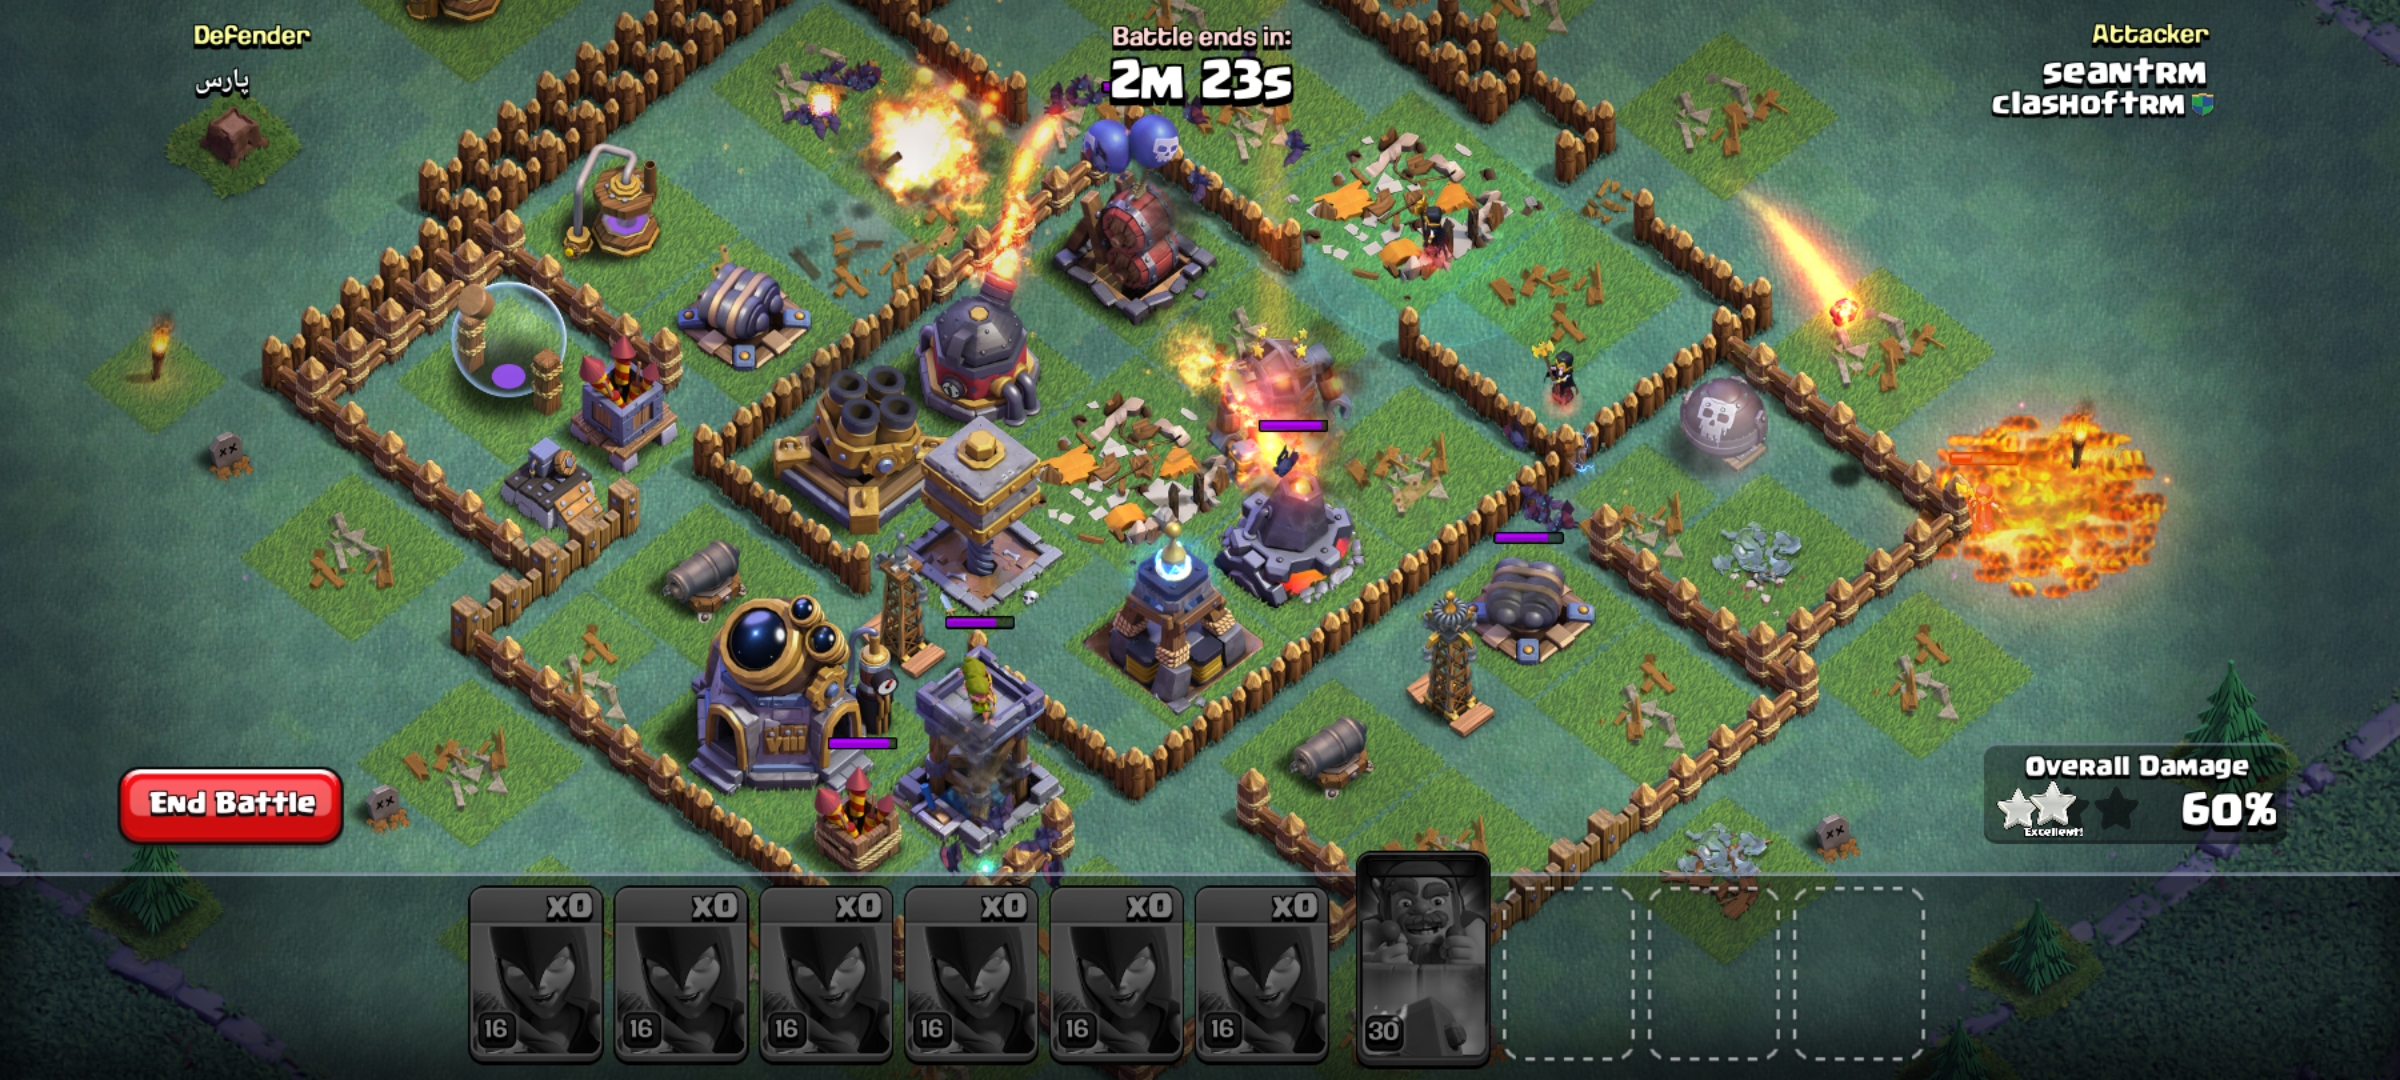 Defender
پارس
Battle ends in:
2M 23s
Attacker
seantRM
clashoftRM
viii
End Battle
Overall Damage
Excellent!
60%
x0
x0
x0
x0
x0
x0
16
16
16
16
16
16
30